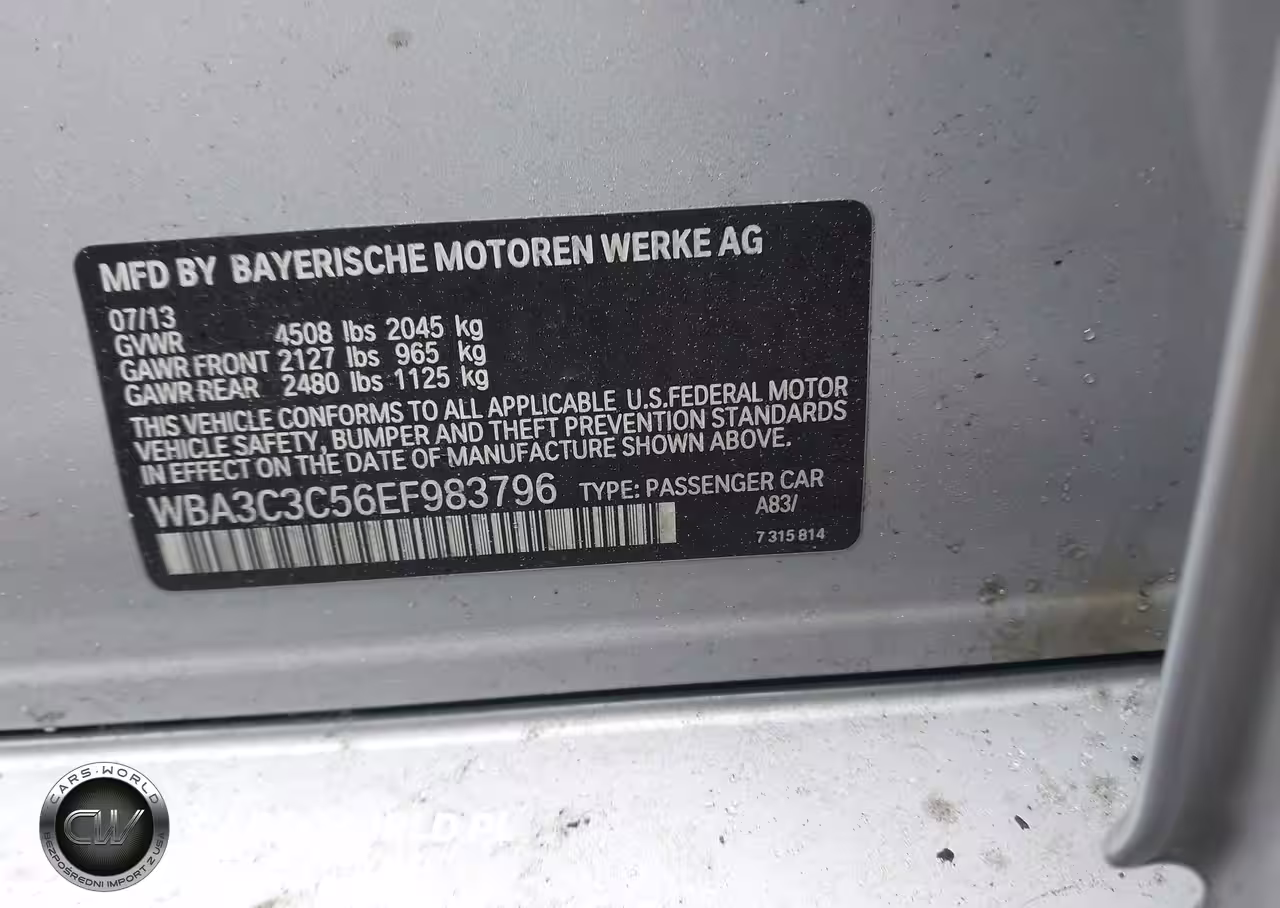 MFD BY BAYERISCHE MOTOREN WERKE AG
07/13
GVWR 4508 lbs 2045 kg
GAWR FRONT 2127 lbs 965 kg
GAWR REAR 2480 lbs 1125 kg
THIS VEHICLE CONFORMS TO ALL APPLICABLE U.S.FEDERAL MOTOR
VEHICLE SAFETY, BUMPER AND THEFT PREVENTION STANDARDS
IN EFFECT ON THE DATE OF MANUFACTURE SHOWN ABOVE.
WBA3C3C56EF983796 TYPE: PASSENGER CAR
A83/
7 315 814
CARS·WORLD
CW
BEZPOŚREDNI IMPORT Z USA